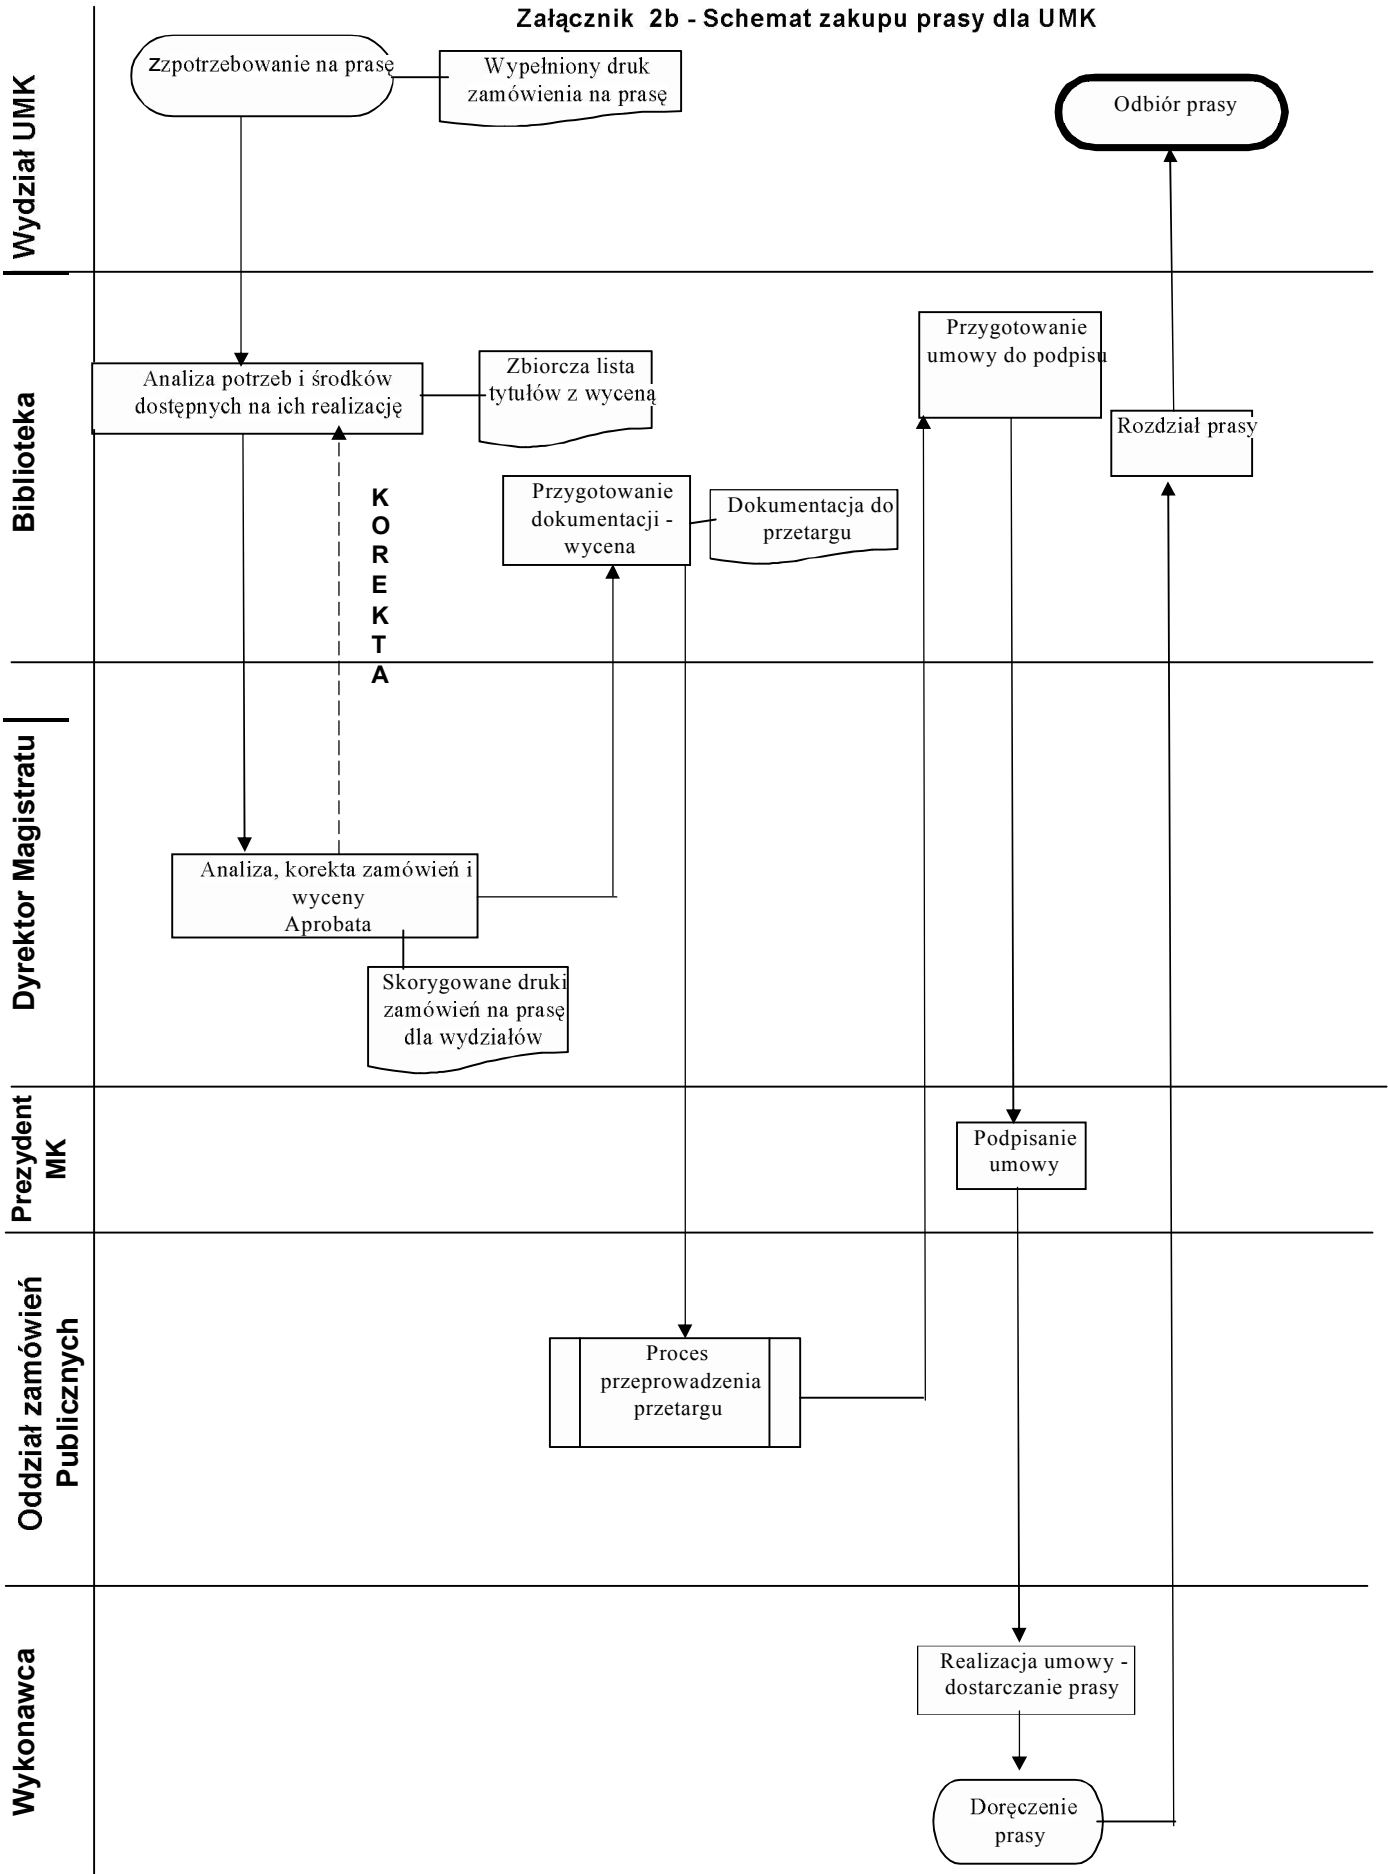 Załącznik 2b - Schemat zakupu prasy dla UMK
Wydział UMK
zzpotrzebowanie na prasę
Wypełniony druk
zamówienia na prasę
Odbiór prasy
Biblioteka
Analiza potrzeb i środków
dostępnych na ich realizację
Zbiorcza lista
tytułów z wyceną
Przygotowanie
umowy do podpisu
Rozdział prasy
Przygotowanie
dokumentacji -
wycena
Dokumentacja do
przetargu
K
O
R
E
K
T
A
Dyrektor Magistratu
Analiza, korekta zamówień i
wyceny
Aprobata
Skorygowane druki
zamówień na prasę
dla wydziałów
Prezydent
MK
Podpisanie
umowy
Oddział zamówień
Publicznych
Proces
przeprowadzenia
przetargu
Wykonawca
Realizacja umowy -
dostarczanie prasy
Doręczenie
prasy